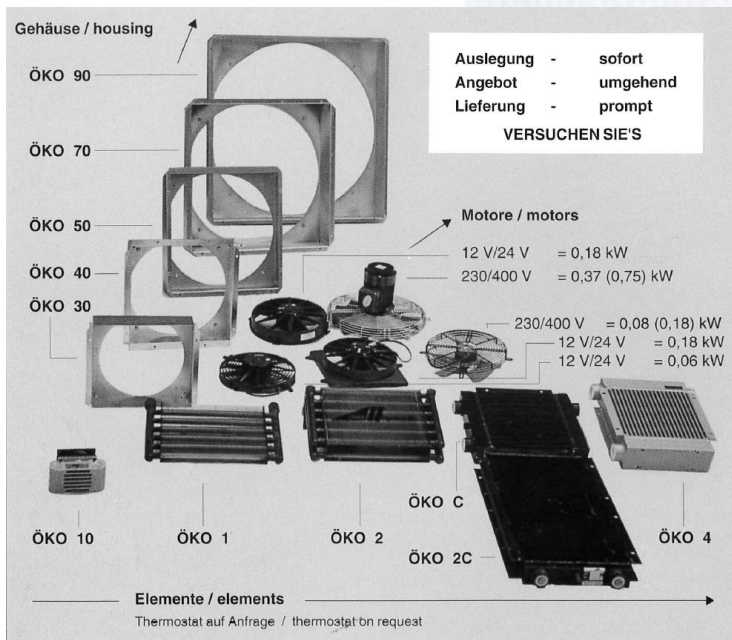 Gehäuse / housing
ÖKO 90
ÖKO 70
ÖKO 50
ÖKO 40
ÖKO 30
Auslegung - sofort
Angebot - umgehend
Lieferung - prompt
VERSUCHEN SIE'S
Motore / motors
12 V/24 V = 0,18 kW
230/400 V = 0,37 (0,75) kW
230/400 V = 0,08 (0,18) kW
12 V/24 V = 0,18 kW
12 V/24 V = 0,06 kW
ÖKO C
ÖKO 10
ÖKO 1
ÖKO 2
ÖKO 4
ÖKO 2C
Elemente / elements
Thermostat auf Anfrage / thermostat on request